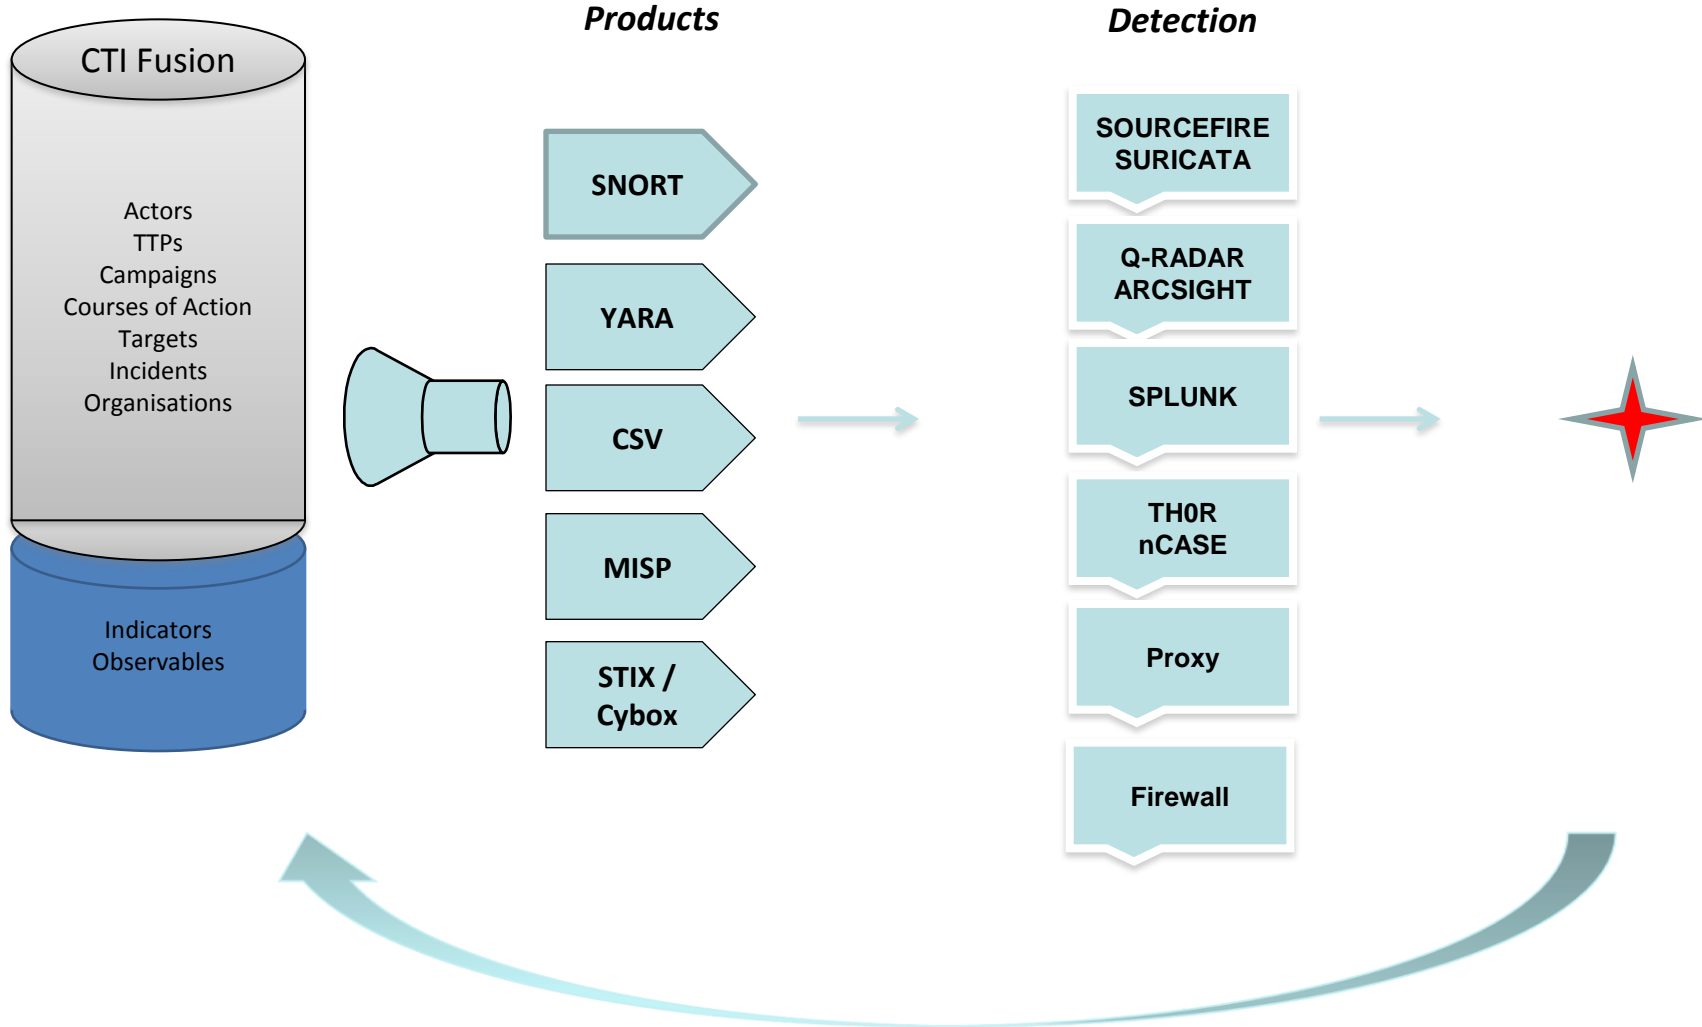 Products
Detection
CTI Fusion
Actors
TTPs
Campaigns
Courses of Action
Targets
Incidents
Organisations
Indicators
Observables
SNORT
YARA
CSV
MISP
STIX /
Cybox
SOURCEFIRE
SURICATA
Q-RADAR
ARCSIGHT
SPLUNK
TH0R
nCASE
Proxy
Firewall